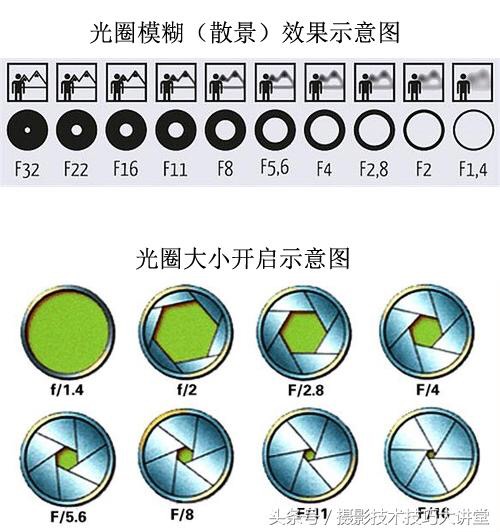 光圈模糊（散景）效果示意图
F32 F22 F16 F11 F8 F5,6 F4 F2,8 F2 F1,4
光圈大小开启示意图
f/1.4 f/2 F/2.8 F/4
F/5.6 F/8 F/11 F/16
头条号／摄影技术技巧大讲堂